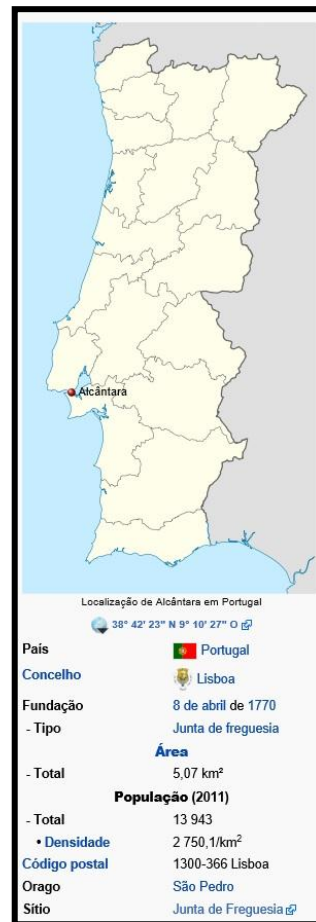 Alcântara
Localização de Alcântara em Portugal
38° 42' 23" N 9° 10' 27" O
País Portugal
Concelho Lisboa
Fundação 8 de abril de 1770
- Tipo Junta de freguesia
Área
- Total 5,07 km²
População (2011)
- Total 13 943
• Densidade 2 750,1/km²
Código postal 1300-366 Lisboa
Orago São Pedro
Sítio Junta de Freguesia